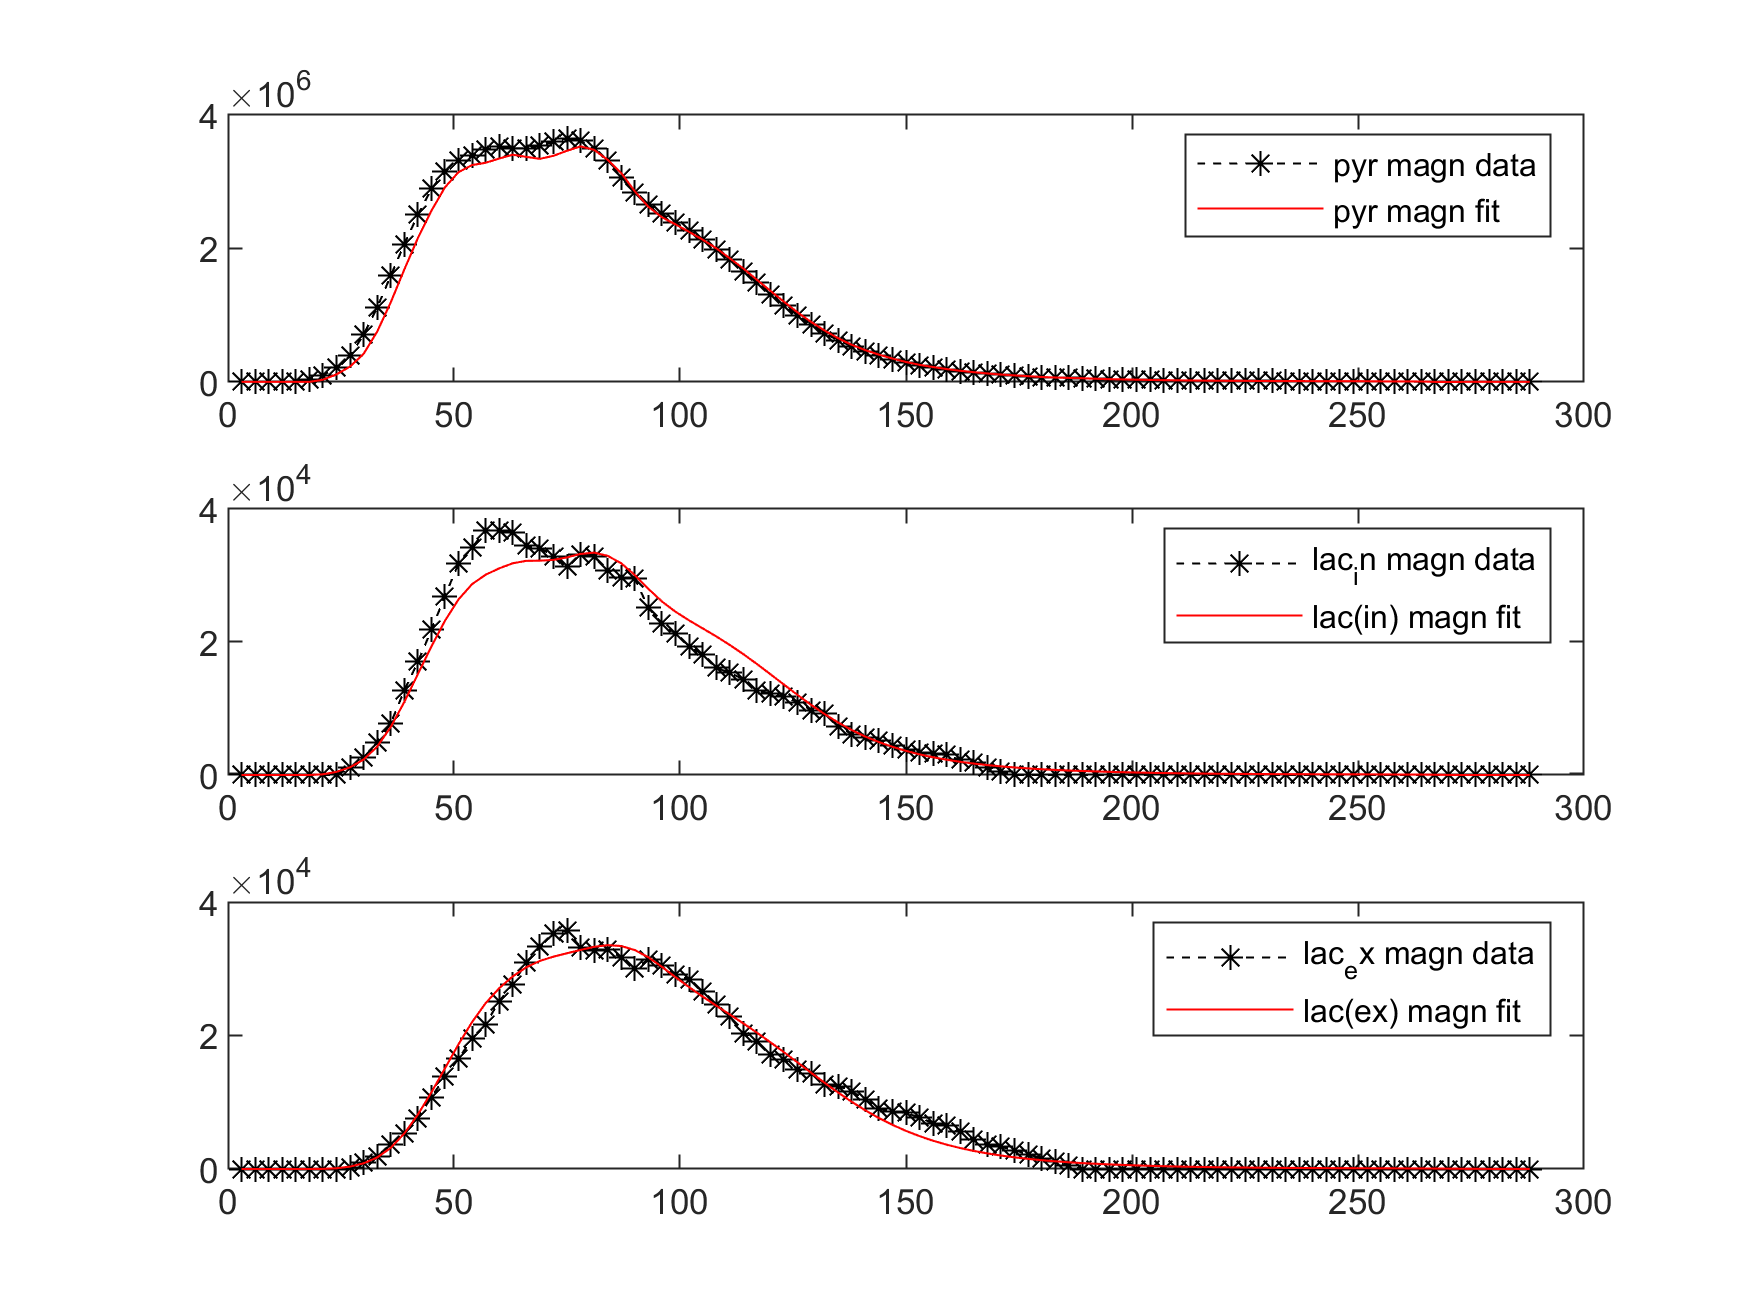 ×10^6
4
2
0
pyr magn data
pyr magn fit
0 50 100 150 200 250 300
×10^4
4
2
0
lac_in magn data
lac(in) magn fit
0 50 100 150 200 250 300
×10^4
4
2
0
lac_ex magn data
lac(ex) magn fit
0 50 100 150 200 250 300